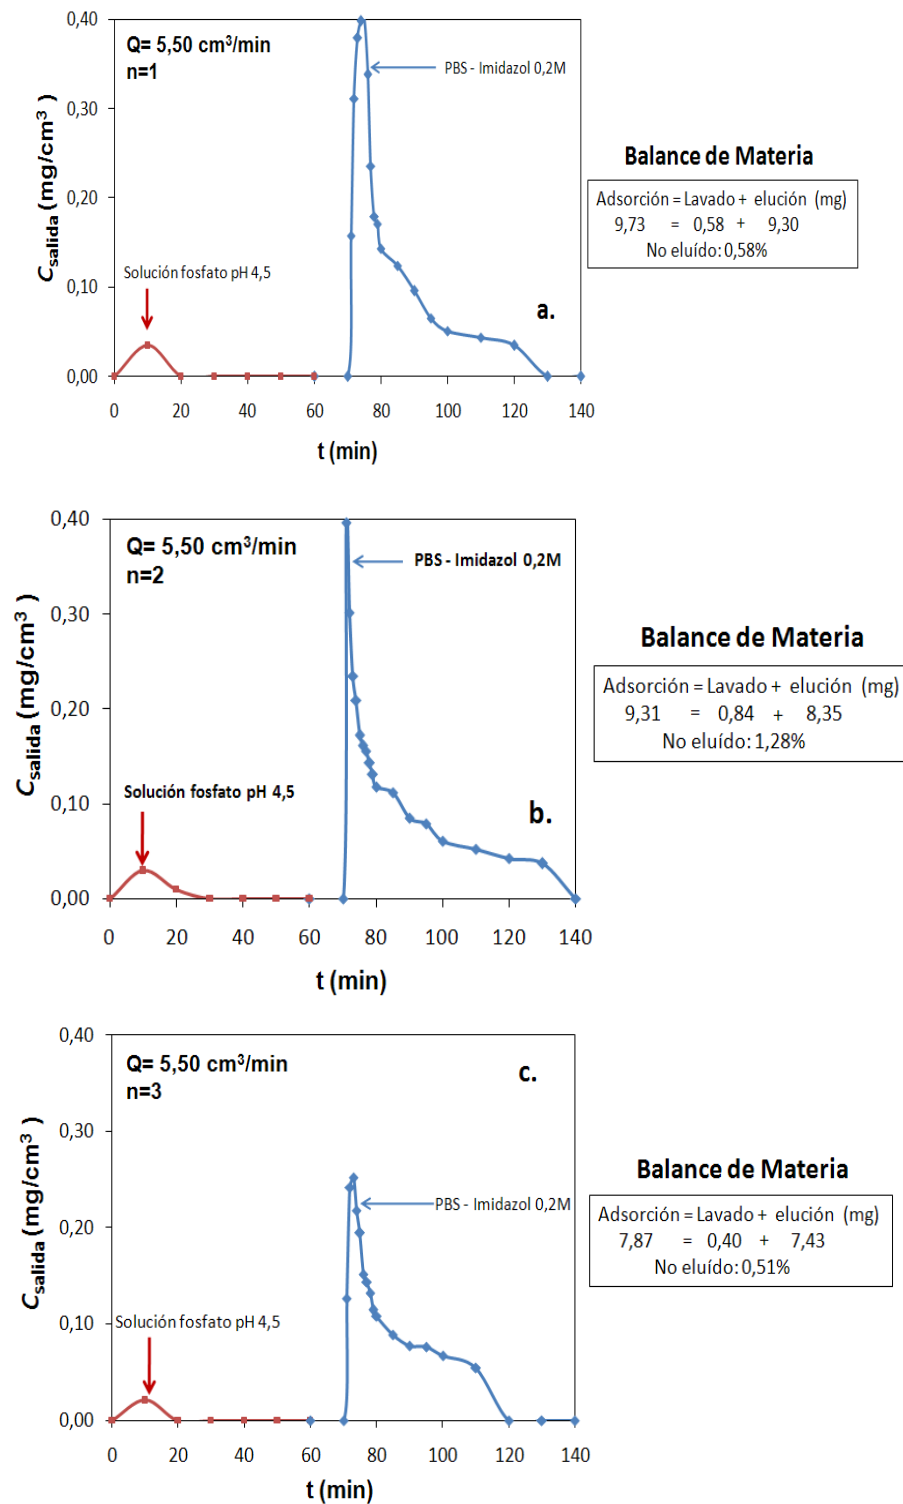 0,40
0,30
0,20
0,10
0,00
C salida (mg/cm³)
Q= 5,50 cm³/min
n=1
PBS - Imidazol 0,2M
Solución fosfato pH 4,5
a.
0 20 40 60 80 100 120 140
t (min)
Balance de Materia
Adsorción = Lavado + elución (mg)
9,73 = 0,58 + 9,30
No eluído: 0,58%
0,40
0,30
0,20
0,10
0,00
C salida (mg/cm³)
Q= 5,50 cm³/min
n=2
PBS - Imidazol 0,2M
Solución fosfato pH 4,5
b.
0 20 40 60 80 100 120 140
t (min)
Balance de Materia
Adsorción = Lavado + elución (mg)
9,31 = 0,84 + 8,35
No eluído: 1,28%
0,40
0,30
0,20
0,10
0,00
C salida (mg/cm³)
Q= 5,50 cm³/min
n=3
c.
PBS - Imidazol 0,2M
Solución fosfato pH 4,5
0 20 40 60 80 100 120 140
t (min)
Balance de Materia
Adsorción = Lavado + elución (mg)
7,87 = 0,40 + 7,43
No eluído: 0,51%